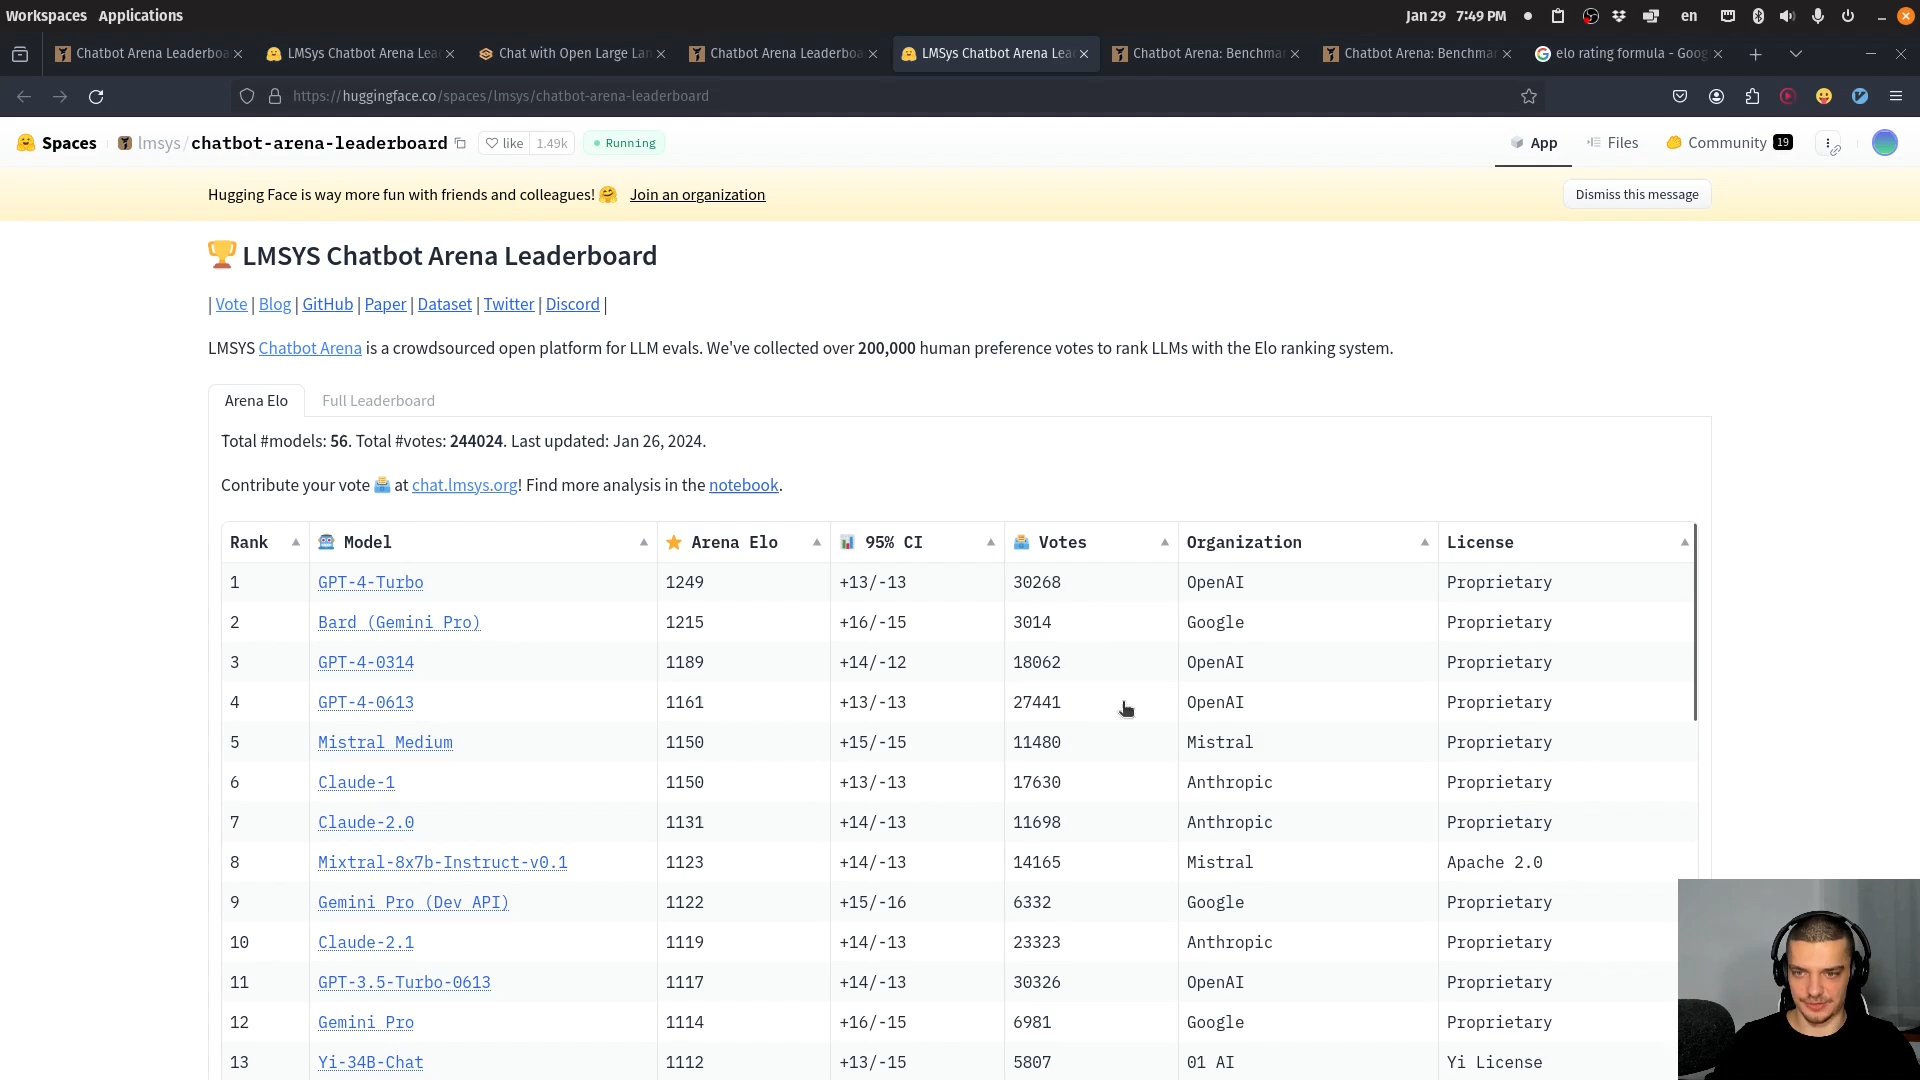 Workspaces Applications
Jan 29 7:49 PM
en
Chatbot Arena Leaderboa
LMSys Chatbot Arena Lea
Chat with Open Large Lan
Chatbot Arena Leaderboa
LMSys Chatbot Arena Lea
Chatbot Arena: Benchmar
Chatbot Arena: Benchmar
elo rating formula - Goog
https://huggingface.co/spaces/lmsys/chatbot-arena-leaderboard
Spaces lmsys/chatbot-arena-leaderboard like 1.49k Running App Files Community 19
Hugging Face is way more fun with friends and colleagues! 🤗 Join an organization Dismiss this message
🏆 LMSYS Chatbot Arena Leaderboard
| Vote | Blog | GitHub | Paper | Dataset | Twitter | Discord |
LMSYS Chatbot Arena is a crowdsourced open platform for LLM evals. We've collected over 200,000 human preference votes to rank LLMs with the Elo ranking system.
Arena Elo Full Leaderboard
Total #models: 56. Total #votes: 244024. Last updated: Jan 26, 2024.
Contribute your vote 🗳️ at chat.lmsys.org! Find more analysis in the notebook.
Rank 🤖 Model ⭐ Arena Elo 📊 95% CI 🗳️ Votes Organization License
1 GPT-4-Turbo 1249 +13/-13 30268 OpenAI Proprietary
2 Bard (Gemini Pro) 1215 +16/-15 3014 Google Proprietary
3 GPT-4-0314 1189 +14/-12 18062 OpenAI Proprietary
4 GPT-4-0613 1161 +13/-13 27441 OpenAI Proprietary
5 Mistral Medium 1150 +15/-15 11480 Mistral Proprietary
6 Claude-1 1150 +13/-13 17630 Anthropic Proprietary
7 Claude-2.0 1131 +14/-13 11698 Anthropic Proprietary
8 Mixtral-8x7b-Instruct-v0.1 1123 +14/-13 14165 Mistral Apache 2.0
9 Gemini Pro (Dev API) 1122 +15/-16 6332 Google Proprietary
10 Claude-2.1 1119 +14/-13 23323 Anthropic Proprietary
11 GPT-3.5-Turbo-0613 1117 +14/-13 30326 OpenAI Proprietary
12 Gemini Pro 1114 +16/-15 6981 Google Proprietary
13 Yi-34B-Chat 1112 +13/-15 5807 01 AI Yi License